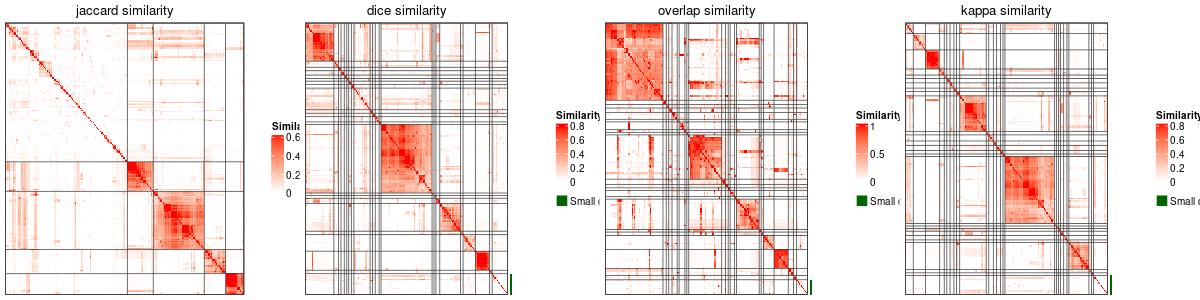 jaccard similarity
Simila
0.6
0.4
0.2
0
dice similarity
Similarity
0.8
0.6
0.4
0.2
0
Small c
overlap similarity
Similarity
1
0.5
0
Small c
kappa similarity
Similarity
0.8
0.6
0.4
0.2
0
Small c